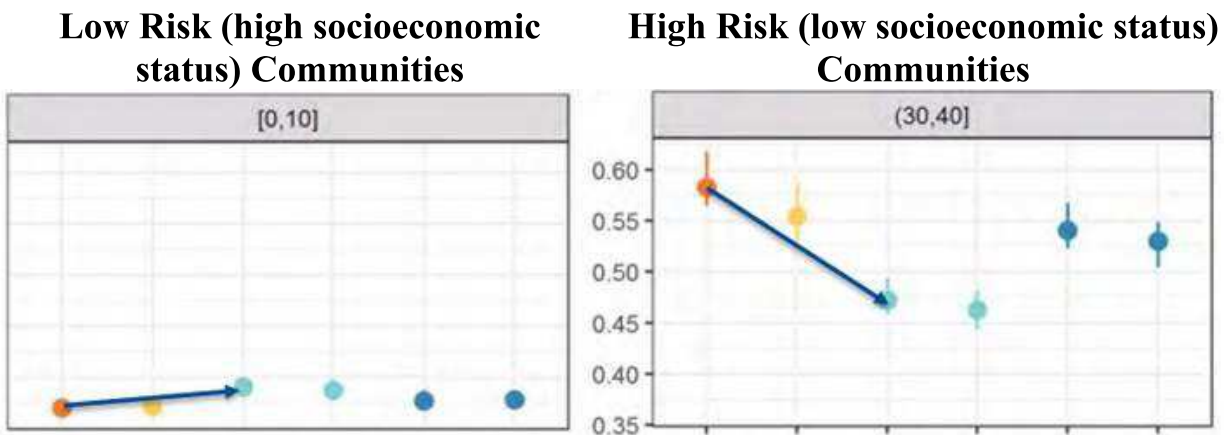 Low Risk (high socioeconomic
status) Communities
High Risk (low socioeconomic status)
Communities
[0,10]
(30,40]
0.60
0.55
0.50
0.45
0.40
0.35